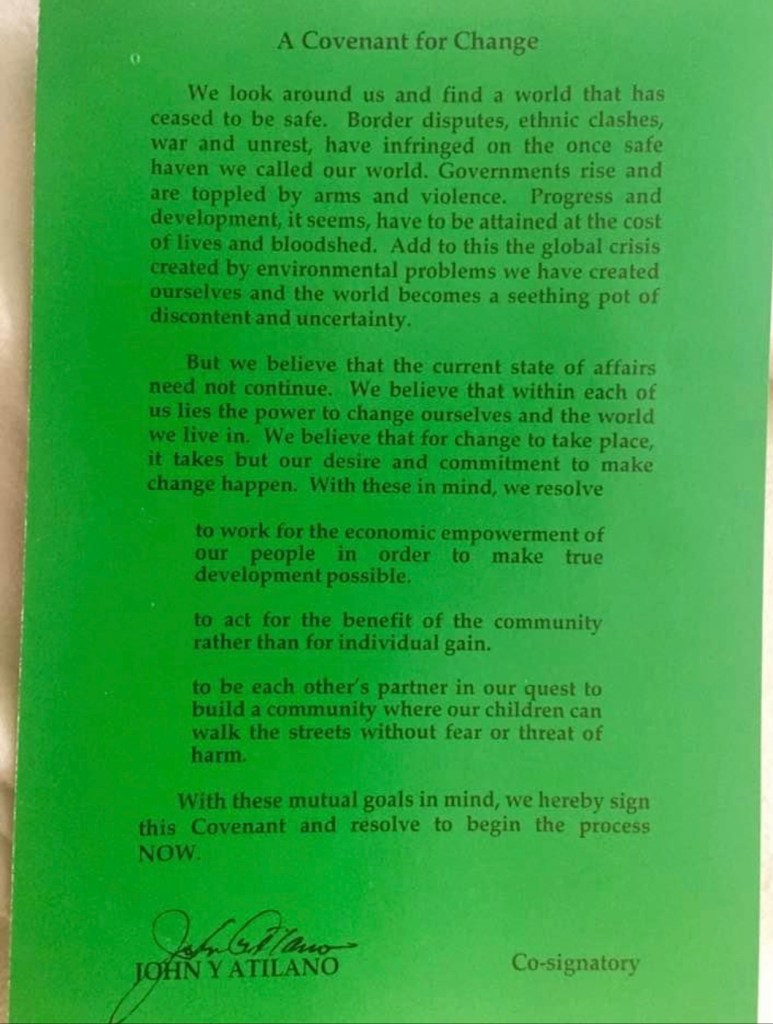 A Covenant for Change
We look around us and find a world that has
ceased to be safe. Border disputes, ethnic clashes,
war and unrest, have infringed on the once safe
haven we called our world. Governments rise and
are toppled by arms and violence. Progress and
development, it seems, have to be attained at the cost
of lives and bloodshed. Add to this the global crisis
created by environmental problems we have created
ourselves and the world becomes a seething pot of
discontent and uncertainty.
But we believe that the current state of affairs
need not continue. We believe that within each of
us lies the power to change ourselves and the world
we live in. We believe that for change to take place,
it takes but our desire and commitment to make
change happen. With these in mind, we resolve
to work for the economic empowerment of
our people in order to make true
development possible.
to act for the benefit of the community
rather than for individual gain.
to be each other's partner in our quest to
build a community where our children can
walk the streets without fear or threat of
harm.
With these mutual goals in mind, we hereby sign
this Covenant and resolve to begin the process
NOW.
John Atilano
JOHN Y ATILANO
Co-signatory